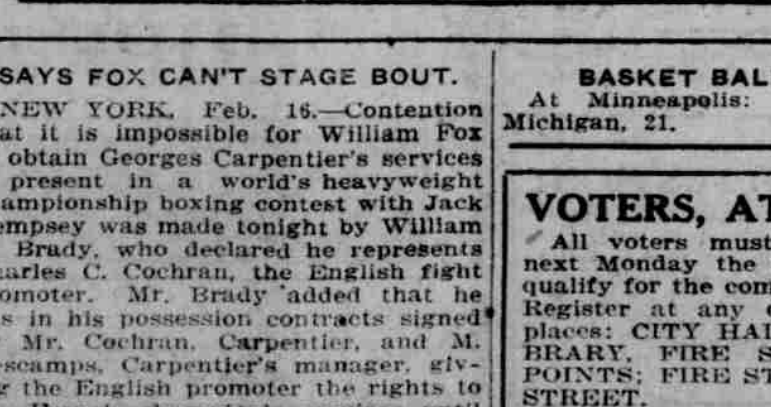 SAYS FOX CAN'T STAGE BOUT.
NEW YORK, Feb. 16.—Contention
at it is impossible for William Fox
obtain Georges Carpentier's services
present in a world's heavyweight
ampionship boxing contest with Jack
empsey was made tonight by William
Brady, who declared he represents
arles C. Cochran, the English fight
omoter. Mr. Brady added that he
s in his possession contracts signed
Mr. Cochran, Carpentier, and M.
scamps, Carpentier's manager, giv-
g the English promoter the rights to
BASKET BAL
At Minneapolis:
Michigan, 21.
VOTERS, AT
All voters must
next Monday the
qualify for the com
Register at any
places: CITY HAL
BRARY, FIRE S
POINTS; FIRE ST
STREET.